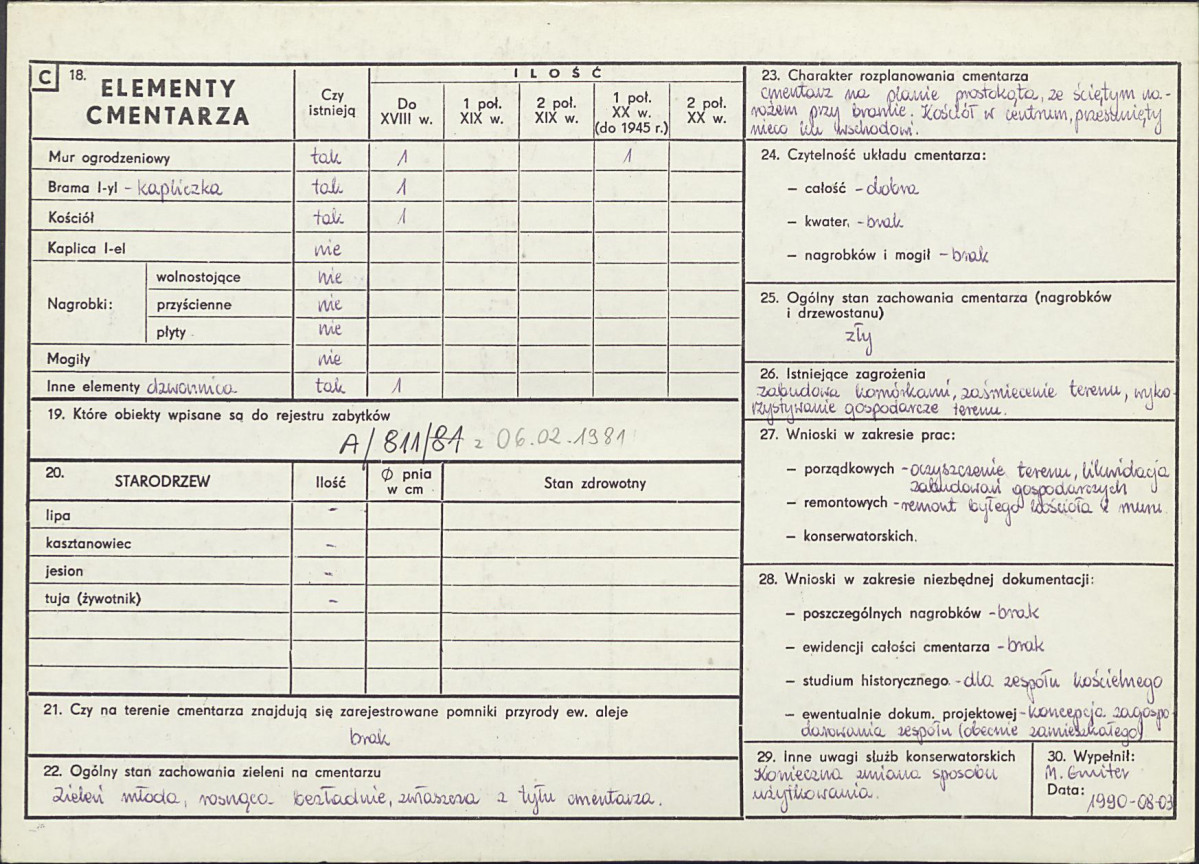 C 18. ELEMENTY CMENTARZA
Czy istnieją
ILOŚĆ
Do XVIII w.
1 poł. XIX w.
2 poł. XIX w.
1 poł. XX w. (do 1945 r.)
2 poł. XX w.
Mur ogrodzeniowy tak 1 1
Brama I-yl - kapliczka tak 1
Kościół tak 1
Kaplica I-el nie
Nagrobki:
wolnostojące nie
przyścienne nie
płyty nie
Mogiły nie
Inne elementy dzwonnica tak 1
19. Które obiekty wpisane są do rejestru zabytków
A/811/81 z 06.02.1981
20. STARODRZEW
Ilość
Ø pnia w cm
Stan zdrowotny
lipa -
kasztanowiec -
jesion -
tuja (żywotnik) -
21. Czy na terenie cmentarza znajdują się zarejestrowane pomniki przyrody ew. aleje
brak
22. Ogólny stan zachowania zieleni na cmentarzu
Zieleń młoda, rosnąca bezładnie, zwłaszcza z tyłu cmentarza.
23. Charakter rozplanowania cmentarza
cmentarz na planie prostokąta, ze ściętym na-
rożem przy bramie. Kościół w centrum, przesunięty
nieco ku wschodowi.
24. Czytelność układu cmentarza:
– całość - dobra
– kwater, - brak
– nagrobków i mogił - brak
25. Ogólny stan zachowania cmentarza (nagrobków
i drzewostanu)
zły
26. Istniejące zagrożenia
zabudowa komórkami, zaśmiecenie terenu, wyko-
rzystywanie gospodarcze terenu.
27. Wnioski w zakresie prac:
– porządkowych - oczyszczenie terenu, likwidacja
zabudowań gospodarczych
– remontowych - remont byłego kościoła i muru
– konserwatorskich.
28. Wnioski w zakresie niezbędnej dokumentacji:
– poszczególnych nagrobków - brak
– ewidencji całości cmentarza - brak
– studium historycznego - dla zespołu kościelnego
– ewentualnie dokum. projektowej - koncepcja zagospo-
darowania zespołu (obecnie zamieszkałego)
29. Inne uwagi służb konserwatorskich
Konieczna zmiana sposobu
użytkowania.
30. Wypełnił:
M. Gmiter
Data:
1990-08-03